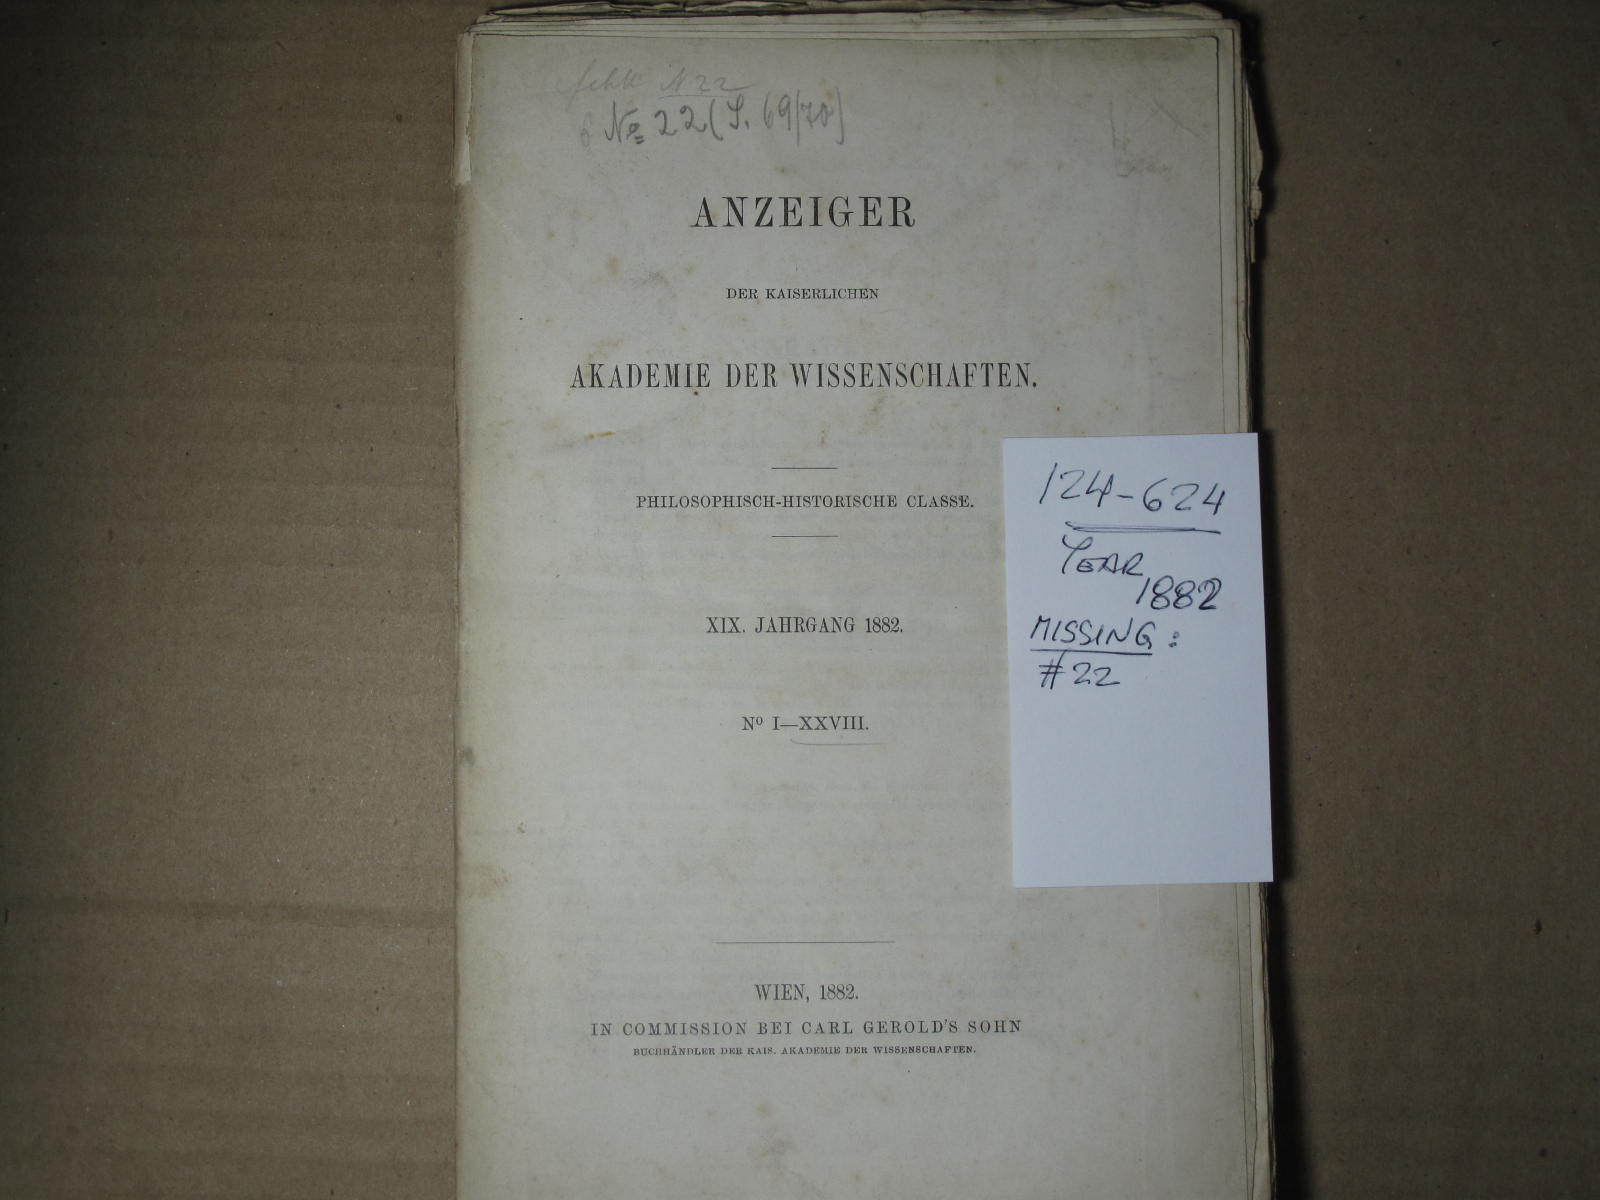 fehlt N 22
No 22 (S. 69/70)
ANZEIGER
DER KAISERLICHEN
AKADEMIE DER WISSENSCHAFTEN.
PHILOSOPHISCH-HISTORISCHE CLASSE.
XIX. JAHRGANG 1882.
Nº I—XXVIII.
WIEN, 1882.
IN COMMISSION BEI CARL GEROLD'S SOHN
BUCHHÄNDLER DER KAIS. AKADEMIE DER WISSENSCHAFTEN.
124-624
YEAR
1882
MISSING:
#22